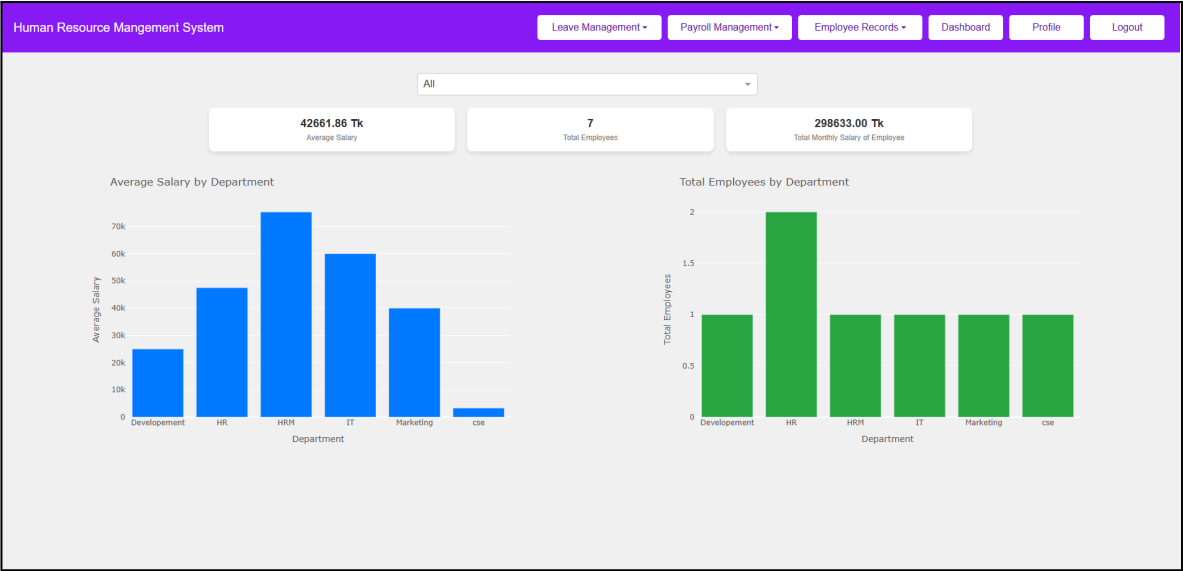 Human Resource Mangement System
Leave Management
Payroll Management
Employee Records
Dashboard
Profile
Logout
All
42661.86 Tk
Average Salary
7
Total Employees
298633.00 Tk
Total Monthly Salary of Employee
Average Salary by Department
70k
60k
50k
40k
30k
20k
10k
0
Average Salary
Developement
HR
HRM
IT
Marketing
cse
Department
Total Employees by Department
2
1.5
1
0.5
0
Total Employees
Developement
HR
HRM
IT
Marketing
cse
Department